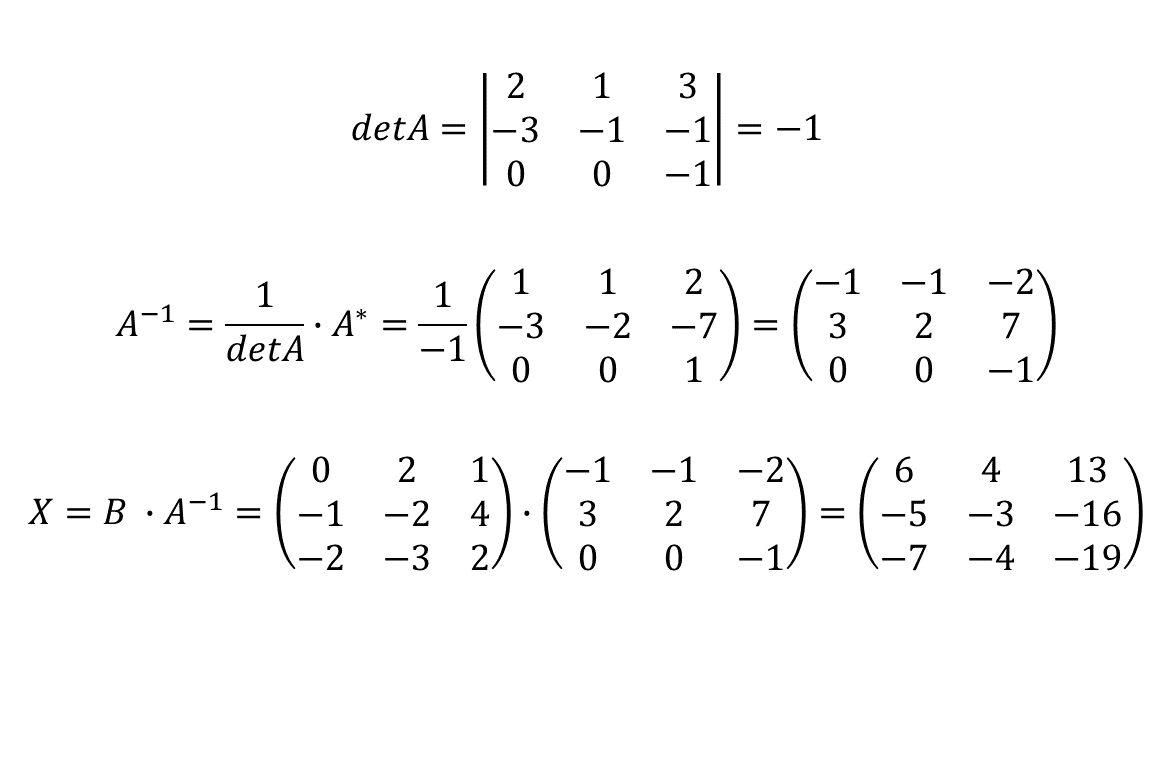 detA = |2 1 3|
|−3 −1 −1| = −1
|0 0 −1|
A⁻¹ = 1/detA · A* = 1/−1 (1 1 2) = (−1 −1 −2)
(−3 −2 −7) (3 2 7)
(0 0 1) (0 0 −1)
X = B · A⁻¹ = (0 2 1) · (−1 −1 −2) = (6 4 13)
(−1 −2 4) (3 2 7) (−5 −3 −16)
(−2 −3 2) (0 0 −1) (−7 −4 −19)